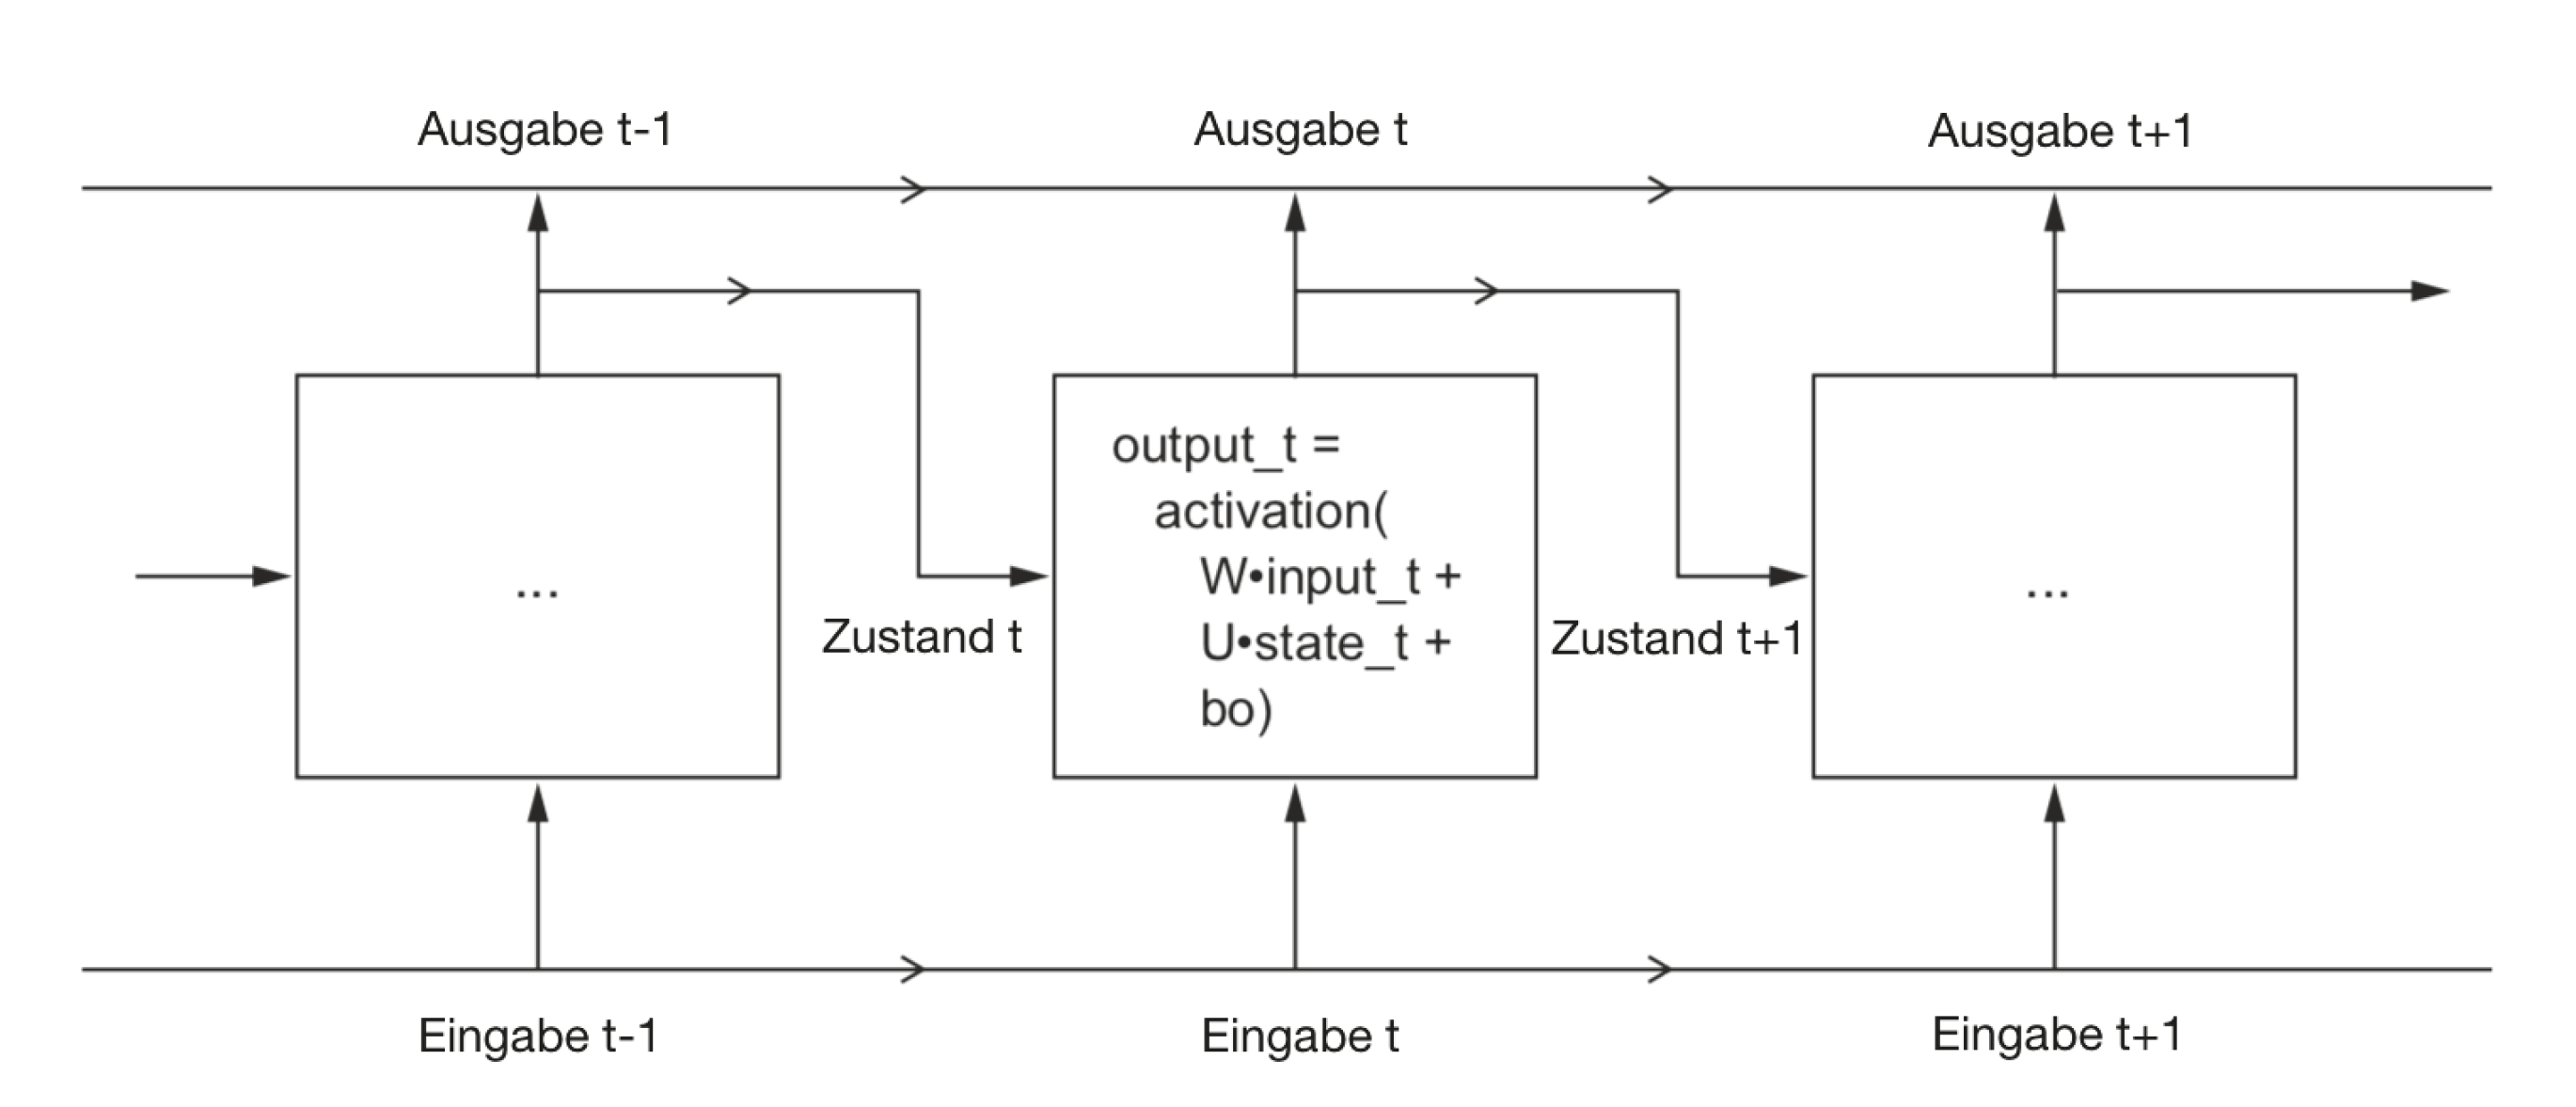 Ausgabe t-1
Ausgabe t
Ausgabe t+1
...
output_t =
activation(
W•input_t +
U•state_t +
bo)
...
Zustand t
Zustand t+1
Eingabe t-1
Eingabe t
Eingabe t+1